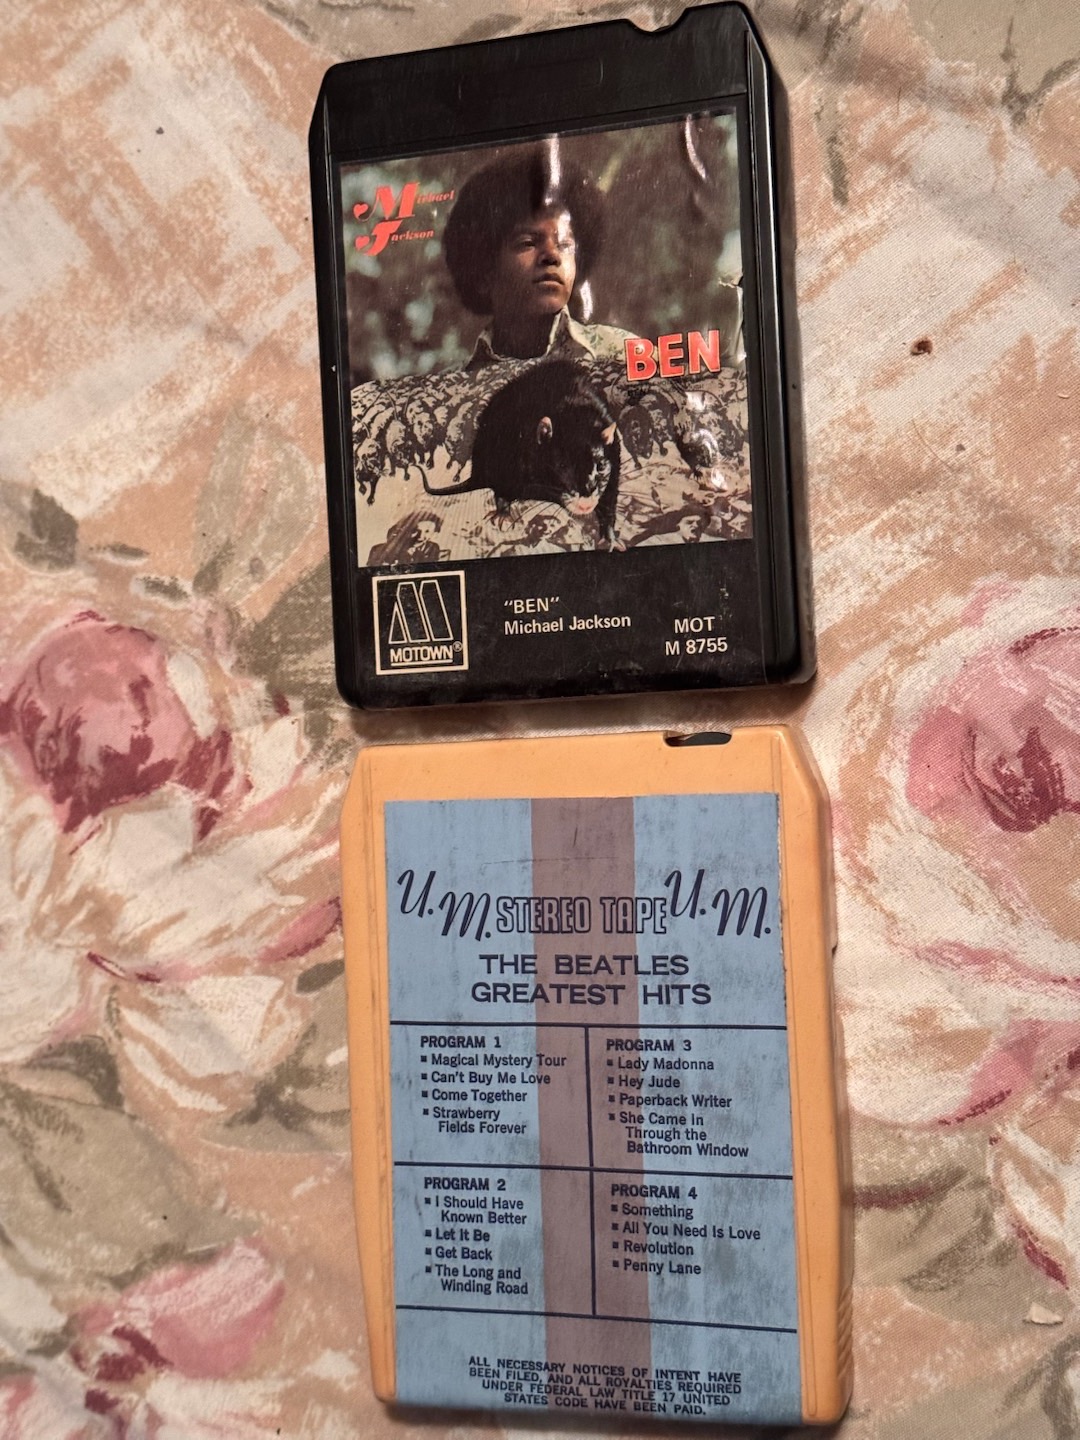 Michael
Jackson
BEN
"BEN"
Michael Jackson
MOT
M 8755
MOTOWN®
U.M. STEREO TAPE U.M.
THE BEATLES
GREATEST HITS
PROGRAM 1
▪ Magical Mystery Tour
▪ Can't Buy Me Love
▪ Come Together
▪ Strawberry
Fields Forever
PROGRAM 2
▪ I Should Have
Known Better
▪ Let It Be
▪ Get Back
▪ The Long and
Winding Road
PROGRAM 3
▪ Lady Madonna
▪ Hey Jude
▪ Paperback Writer
▪ She Came In
Through the
Bathroom Window
PROGRAM 4
▪ Something
▪ All You Need Is Love
▪ Revolution
▪ Penny Lane
ALL NECESSARY NOTICES OF INTENT HAVE
BEEN FILED, AND ALL ROYALTIES REQUIRED
UNDER FEDERAL LAW TITLE 17 UNITED
STATES CODE HAVE BEEN PAID.